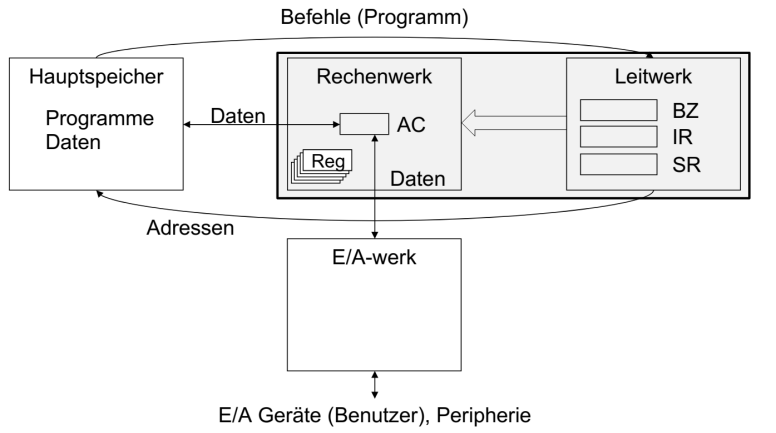 Befehle (Programm)
Hauptspeicher
Programme
Daten
Daten
Rechenwerk
AC
Reg
Daten
Leitwerk
BZ
IR
SR
Adressen
E/A-werk
E/A Geräte (Benutzer), Peripherie